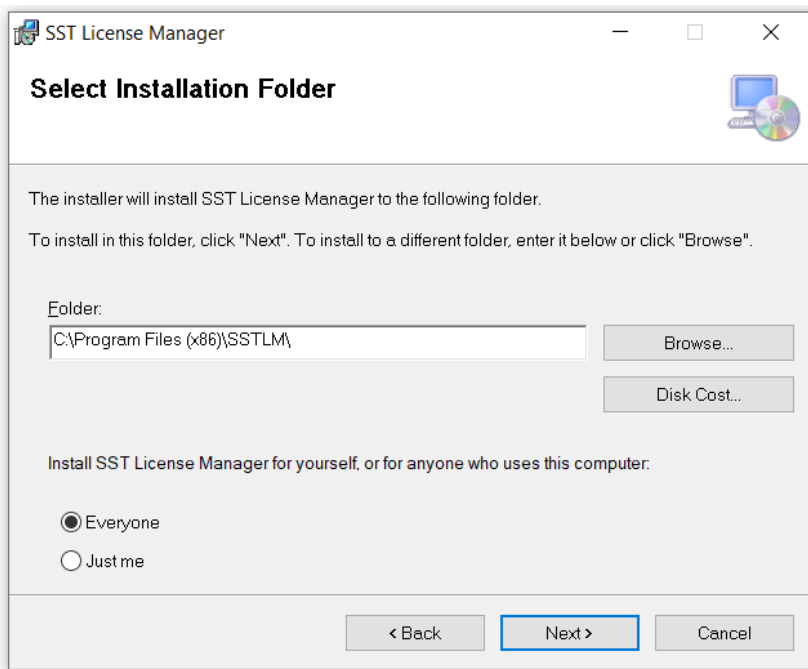 SST License Manager
Select Installation Folder
The installer will install SST License Manager to the following folder.
To install in this folder, click "Next". To install to a different folder, enter it below or click "Browse".
Folder:
C:\Program Files (x86)\SSTLM\
Browse...
Disk Cost...
Install SST License Manager for yourself, or for anyone who uses this computer:
Everyone
Just me
< Back
Next >
Cancel